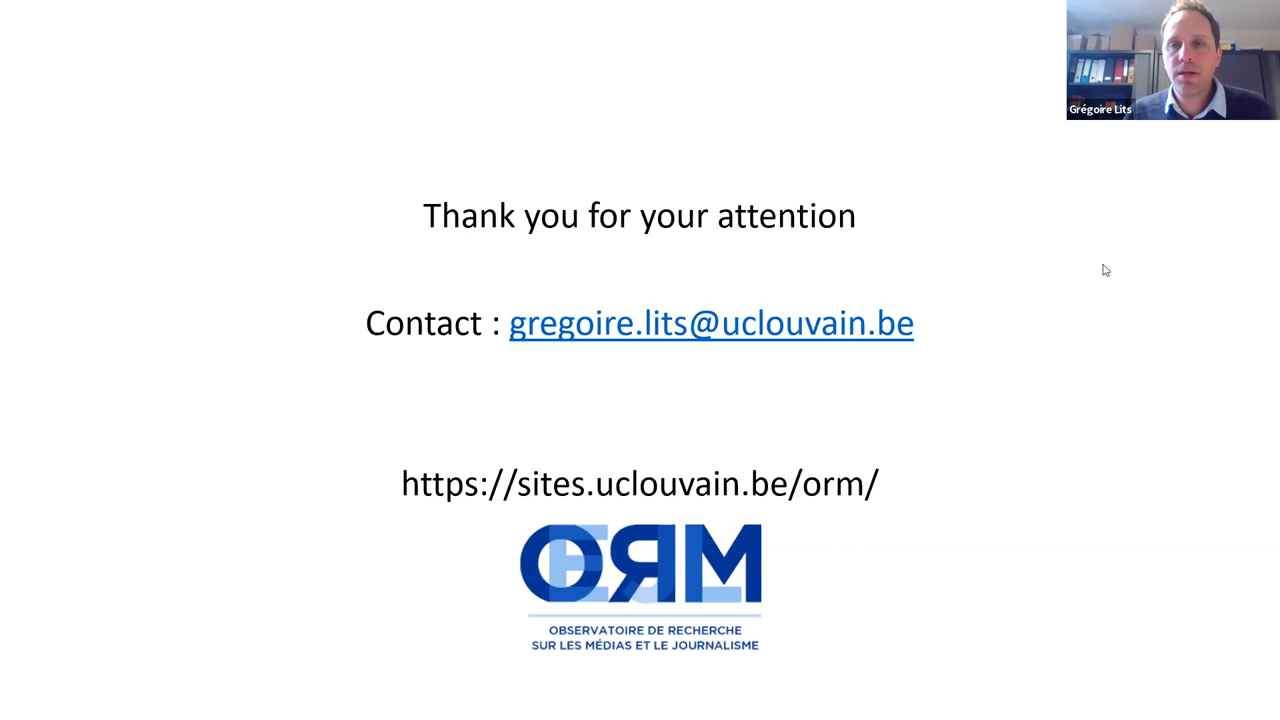 Grégoire Lits
Thank you for your attention
Contact : gregoire.lits@uclouvain.be
https://sites.uclouvain.be/orm/
ORM
OBSERVATOIRE DE RECHERCHE
SUR LES MÉDIAS ET LE JOURNALISME